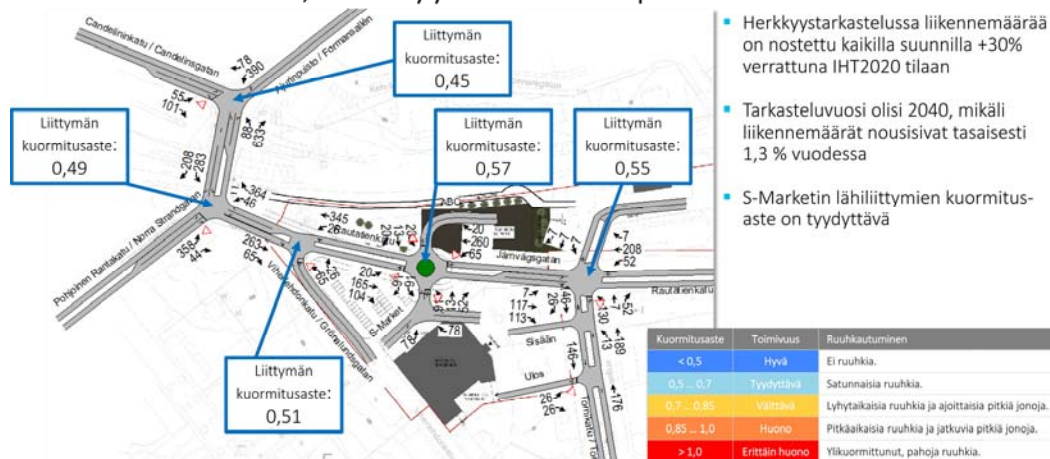 Candelininkatu / Candelinsgatan
Liittymän
kuormitusaste:
0,45
78
390
55
101
88
633
Liittymän
kuormitusaste:
0,49
Liittymän
kuormitusaste:
0,57
Liittymän
kuormitusaste:
0,55
208
283
364
46
345
26
20
13
20
260
65
Järnvägsgatan
7
208
52
Pohjoinen Rantakatu / Norra Strandgatan
358
44
263
65
20
165
104
S-Market
7
117
113
46
26
130
7
52
Rautatienkatu
13
189
78
78
Sisään
Ulos
146
26
26
176
Liittymän
kuormitusaste:
0,51
▪ Herkkyystarkastelussa liikennemäärää
on nostettu kaikilla suunnilla +30%
verrattuna IHT2020 tilaan
▪ Tarkasteluvuosi olisi 2040, mikäli
liikennemäärät nousisivat tasaisesti
1,3 % vuodessa
▪ S-Marketin lähiliittymien kuormitus-
aste on tyydyttävä
Kuormitusaste Toimivuus Ruuhkautuminen
< 0,5 Hyvä Ei ruuhkia.
0,5 ... 0,7 Tyydyttävä Satunnaisia ruuhkia.
0,7 ... 0,85 Välttävä Lyhytaikaisia ruuhkia ja ajoittaisia pitkiä jonoja.
0,85 ... 1,0 Huono Pitkäaikaisia ruuhkia ja jatkuvia pitkiä jonoja.
> 1,0 Erittäin huono Ylikuormittunut, pahoja ruuhkia.